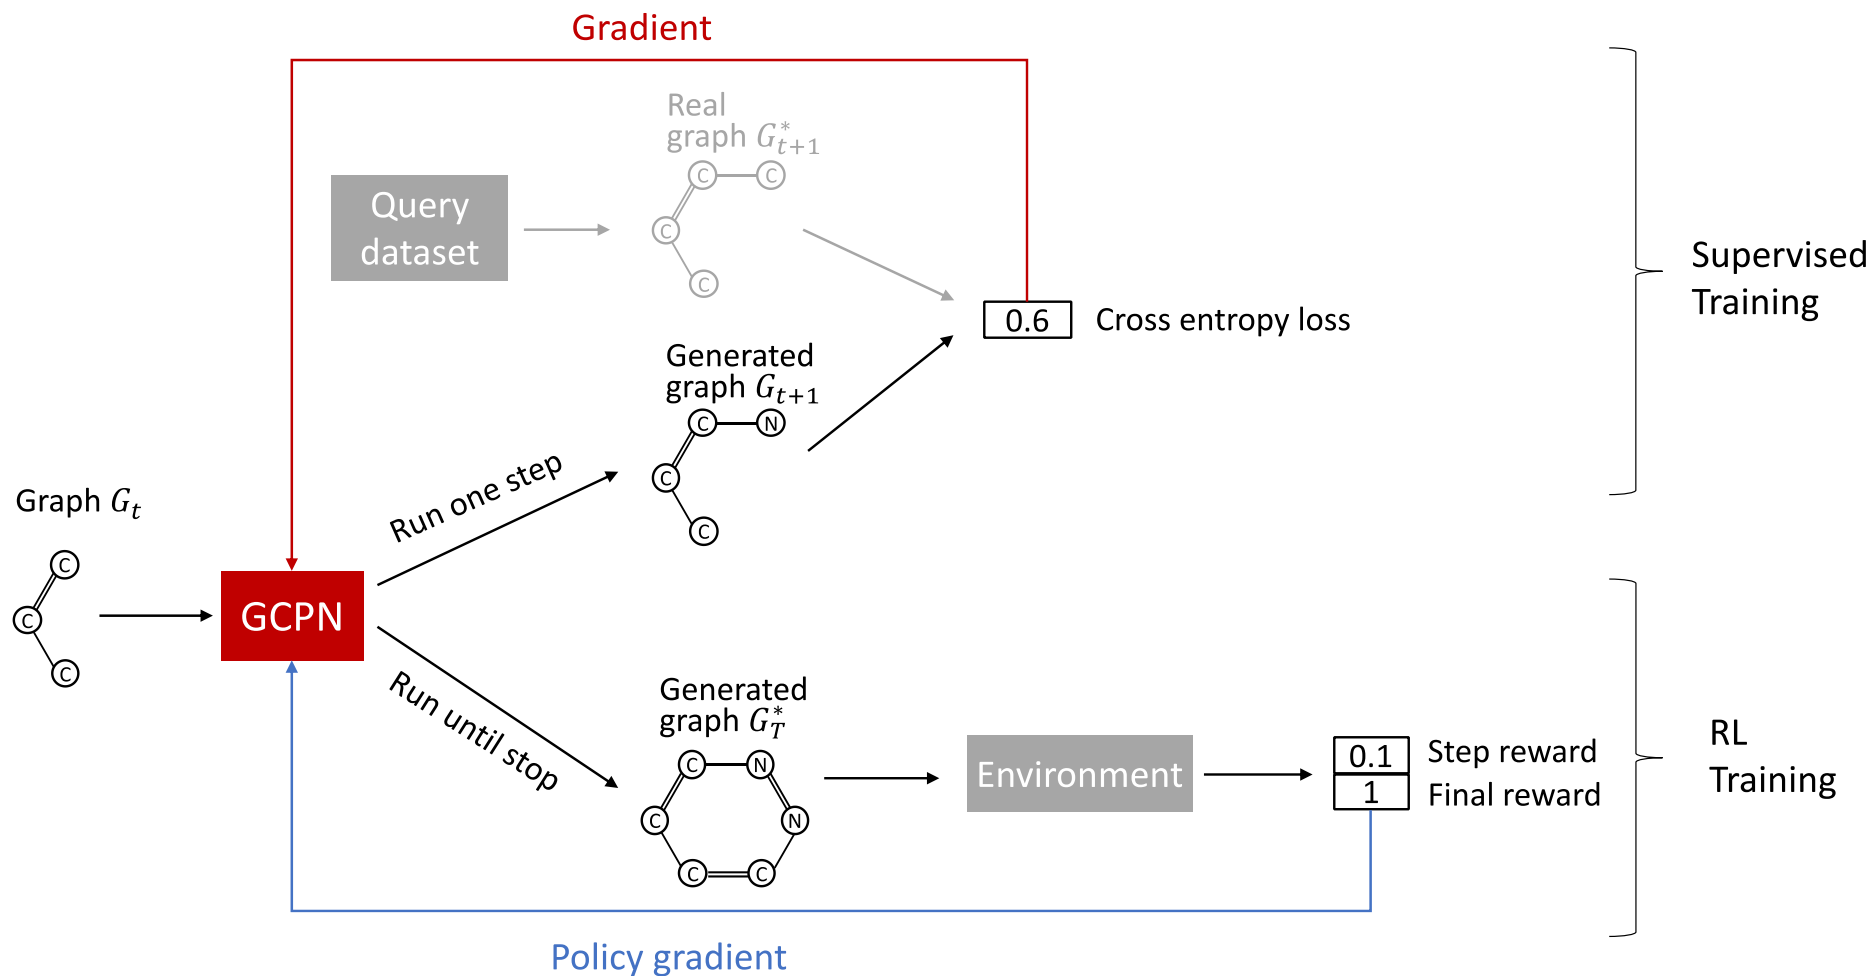 Gradient
Real
graph G*t+1
C
C
Query
dataset
C
C
Supervised
Training
0.6
Cross entropy loss
Generated
graph Gt+1
C
N
C
C
Run one step
Graph Gt
C
C
C
GCPN
Run until stop
Generated
graph G*T
C
N
C
N
C
C
Environment
0.1
Step reward
1
Final reward
RL
Training
Policy gradient